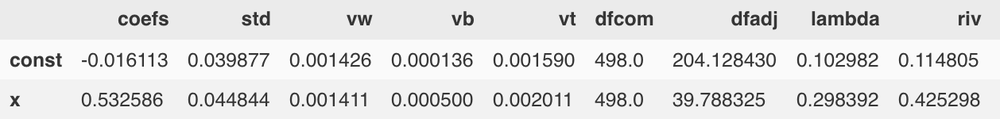 coefs std vw vb vt dfcom dfadj lambda riv
const -0.016113 0.039877 0.001426 0.000136 0.001590 498.0 204.128430 0.102982 0.114805
x 0.532586 0.044844 0.001411 0.000500 0.002011 498.0 39.788325 0.298392 0.425298